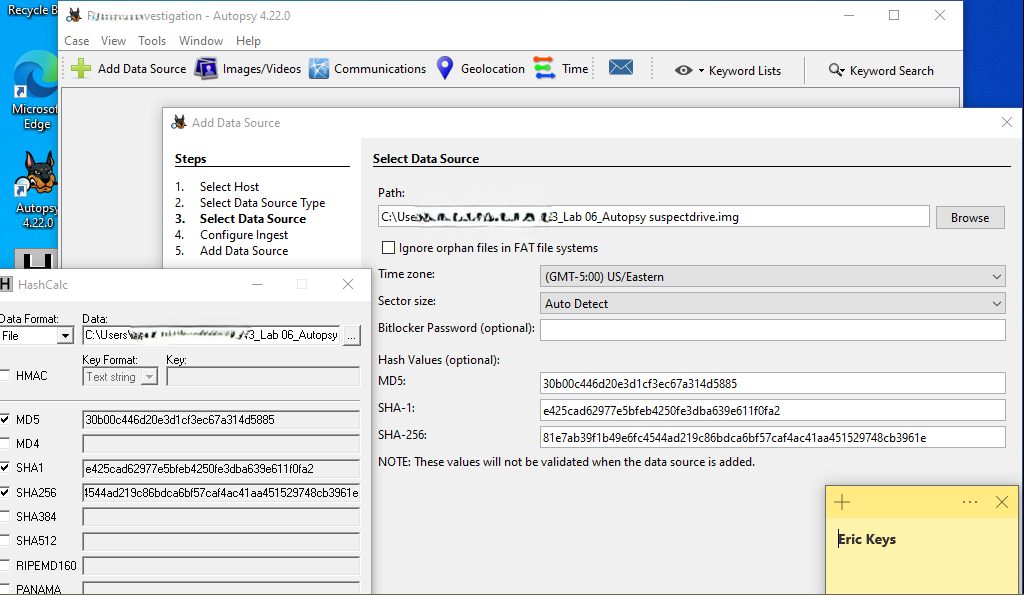 Recycle B
nvestigation - Autopsy 4.22.0
Case View Tools Window Help
Add Data Source Images/Videos Communications Geolocation Time Keyword Lists Keyword Search
Microsof
Edge
Autopsy
4.22.0
Add Data Source
Steps
1. Select Host
2. Select Data Source Type
3. Select Data Source
4. Configure Ingest
5. Add Data Source
Select Data Source
Path:
C:\Use 3_Lab 06_Autopsy suspectdrive.img
Browse
Ignore orphan files in FAT file systems
Time zone: (GMT-5:00) US/Eastern
Sector size: Auto Detect
Bitlocker Password (optional):
Hash Values (optional):
MD5: 30b00c446d20e3d1cf3ec67a314d5885
SHA-1: e425cad62977e5bfeb4250fe3dba639e611f0fa2
SHA-256: 81e7ab39f1b49e6fc4544ad219c86bdca6bf57caf4ac41aa451529748cb3961e
NOTE: These values will not be validated when the data source is added.
H HashCalc
Data Format: Data:
File C:\Users\ 3_Lab 06_Autopsy ...
Key Format: Key:
HMAC Text string
MD5 30b00c446d20e3d1cf3ec67a314d5885
MD4
SHA1 e425cad62977e5bfeb4250fe3dba639e611f0fa2
SHA256 4544ad219c86bdca6bf57caf4ac41aa451529748cb3961e
SHA384
SHA512
RIPEMD160
PANAMA
Eric Keys